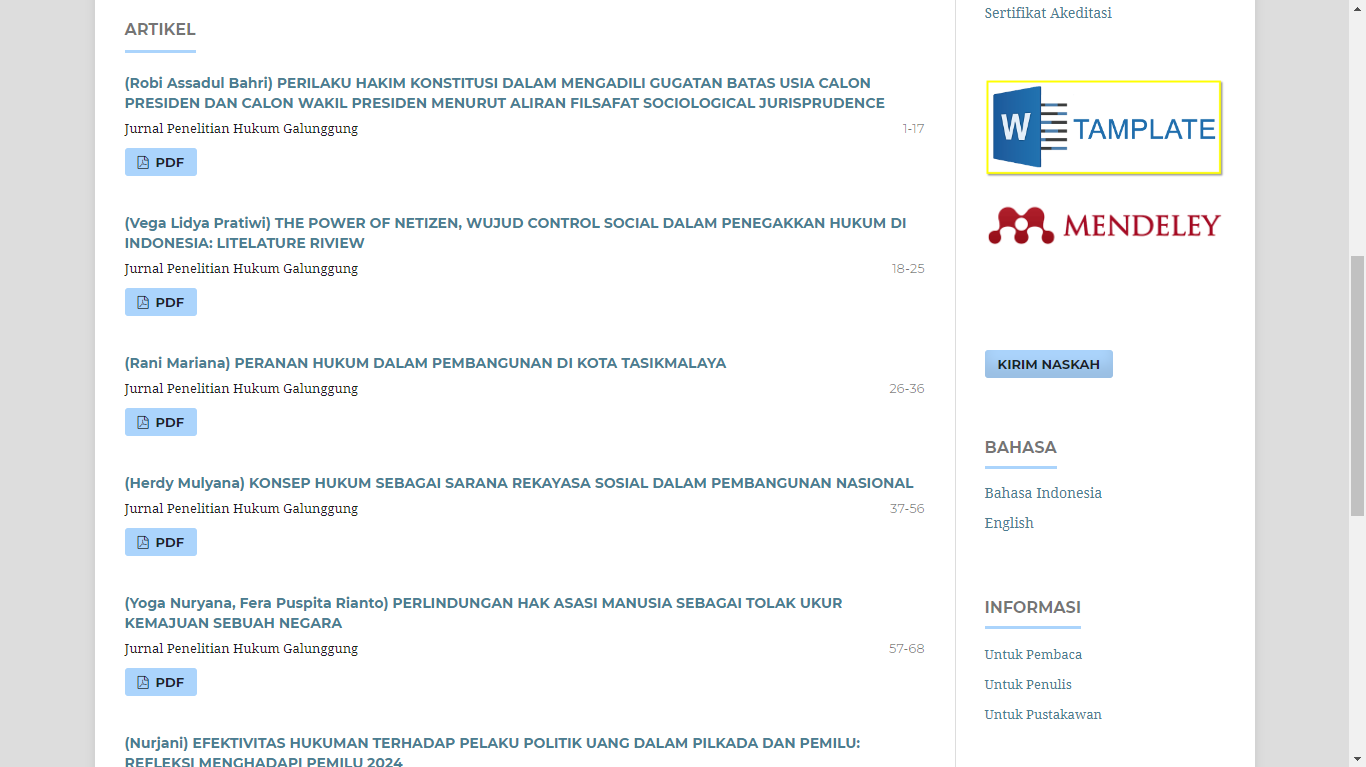 ARTIKEL
(Robi Assadul Bahri) PERILAKU HAKIM KONSTITUSI DALAM MENGADILI GUGATAN BATAS USIA CALON
PRESIDEN DAN CALON WAKIL PRESIDEN MENURUT ALIRAN FILSAFAT SOCIOLOGICAL JURISPRUDENCE
Jurnal Penelitian Hukum Galunggung 1-17
PDF
(Vega Lidya Pratiwi) THE POWER OF NETIZEN, WUJUD CONTROL SOCIAL DALAM PENEGAKKAN HUKUM DI
INDONESIA: LITELATURE RIVIEW
Jurnal Penelitian Hukum Galunggung 18-25
PDF
(Rani Mariana) PERANAN HUKUM DALAM PEMBANGUNAN DI KOTA TASIKMALAYA
Jurnal Penelitian Hukum Galunggung 26-36
PDF
(Herdy Mulyana) KONSEP HUKUM SEBAGAI SARANA REKAYASA SOSIAL DALAM PEMBANGUNAN NASIONAL
Jurnal Penelitian Hukum Galunggung 37-56
PDF
(Yoga Nuryana, Fera Puspita Rianto) PERLINDUNGAN HAK ASASI MANUSIA SEBAGAI TOLAK UKUR
KEMAJUAN SEBUAH NEGARA
Jurnal Penelitian Hukum Galunggung 57-68
PDF
(Nurjani) EFEKTIVITAS HUKUMAN TERHADAP PELAKU POLITIK UANG DALAM PILKADA DAN PEMILU:
REFLEKSI MENGHADAPI PEMILU 2024
Sertifikat Akeditasi
W TAMPLATE
MENDELEY
KIRIM NASKAH
BAHASA
Bahasa Indonesia
English
INFORMASI
Untuk Pembaca
Untuk Penulis
Untuk Pustakawan